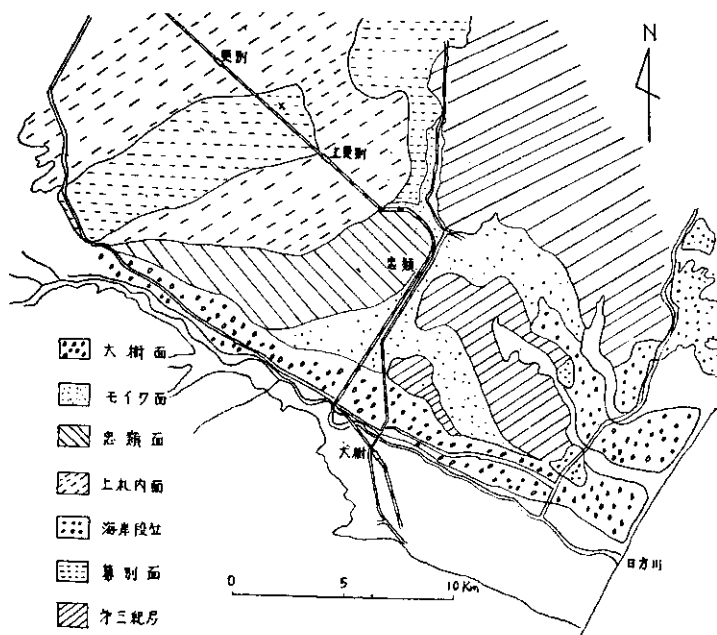 N
更別
上更別
忠類
大樹
日方川
大樹面
モイワ面
忠類面
上札内面
海岸段丘
幕別面
第三紀層
0 5 10 Km